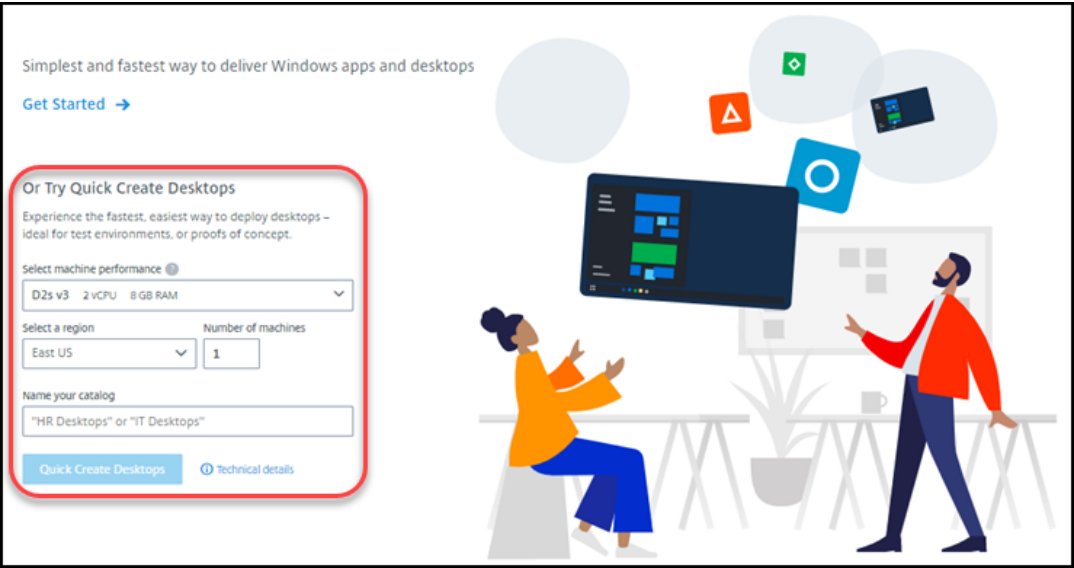 Simplest and fastest way to deliver Windows apps and desktops
Get Started →
Or Try Quick Create Desktops
Experience the fastest, easiest way to deploy desktops –
ideal for test environments, or proofs of concept.
Select machine performance ?
D2s v3 2 vCPU 8 GB RAM
Select a region Number of machines
East US 1
Name your catalog
"HR Desktops" or "IT Desktops"
Quick Create Desktops Technical details